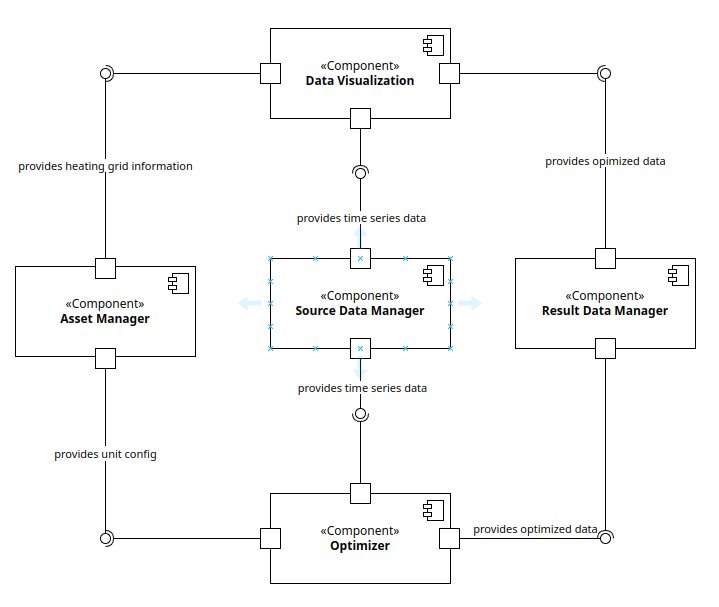 «Component»
Data Visualization
provides heating grid information
provides opimized data
provides time series data
«Component»
Asset Manager
«Component»
Source Data Manager
«Component»
Result Data Manager
provides time series data
provides unit config
provides optimized data
«Component»
Optimizer